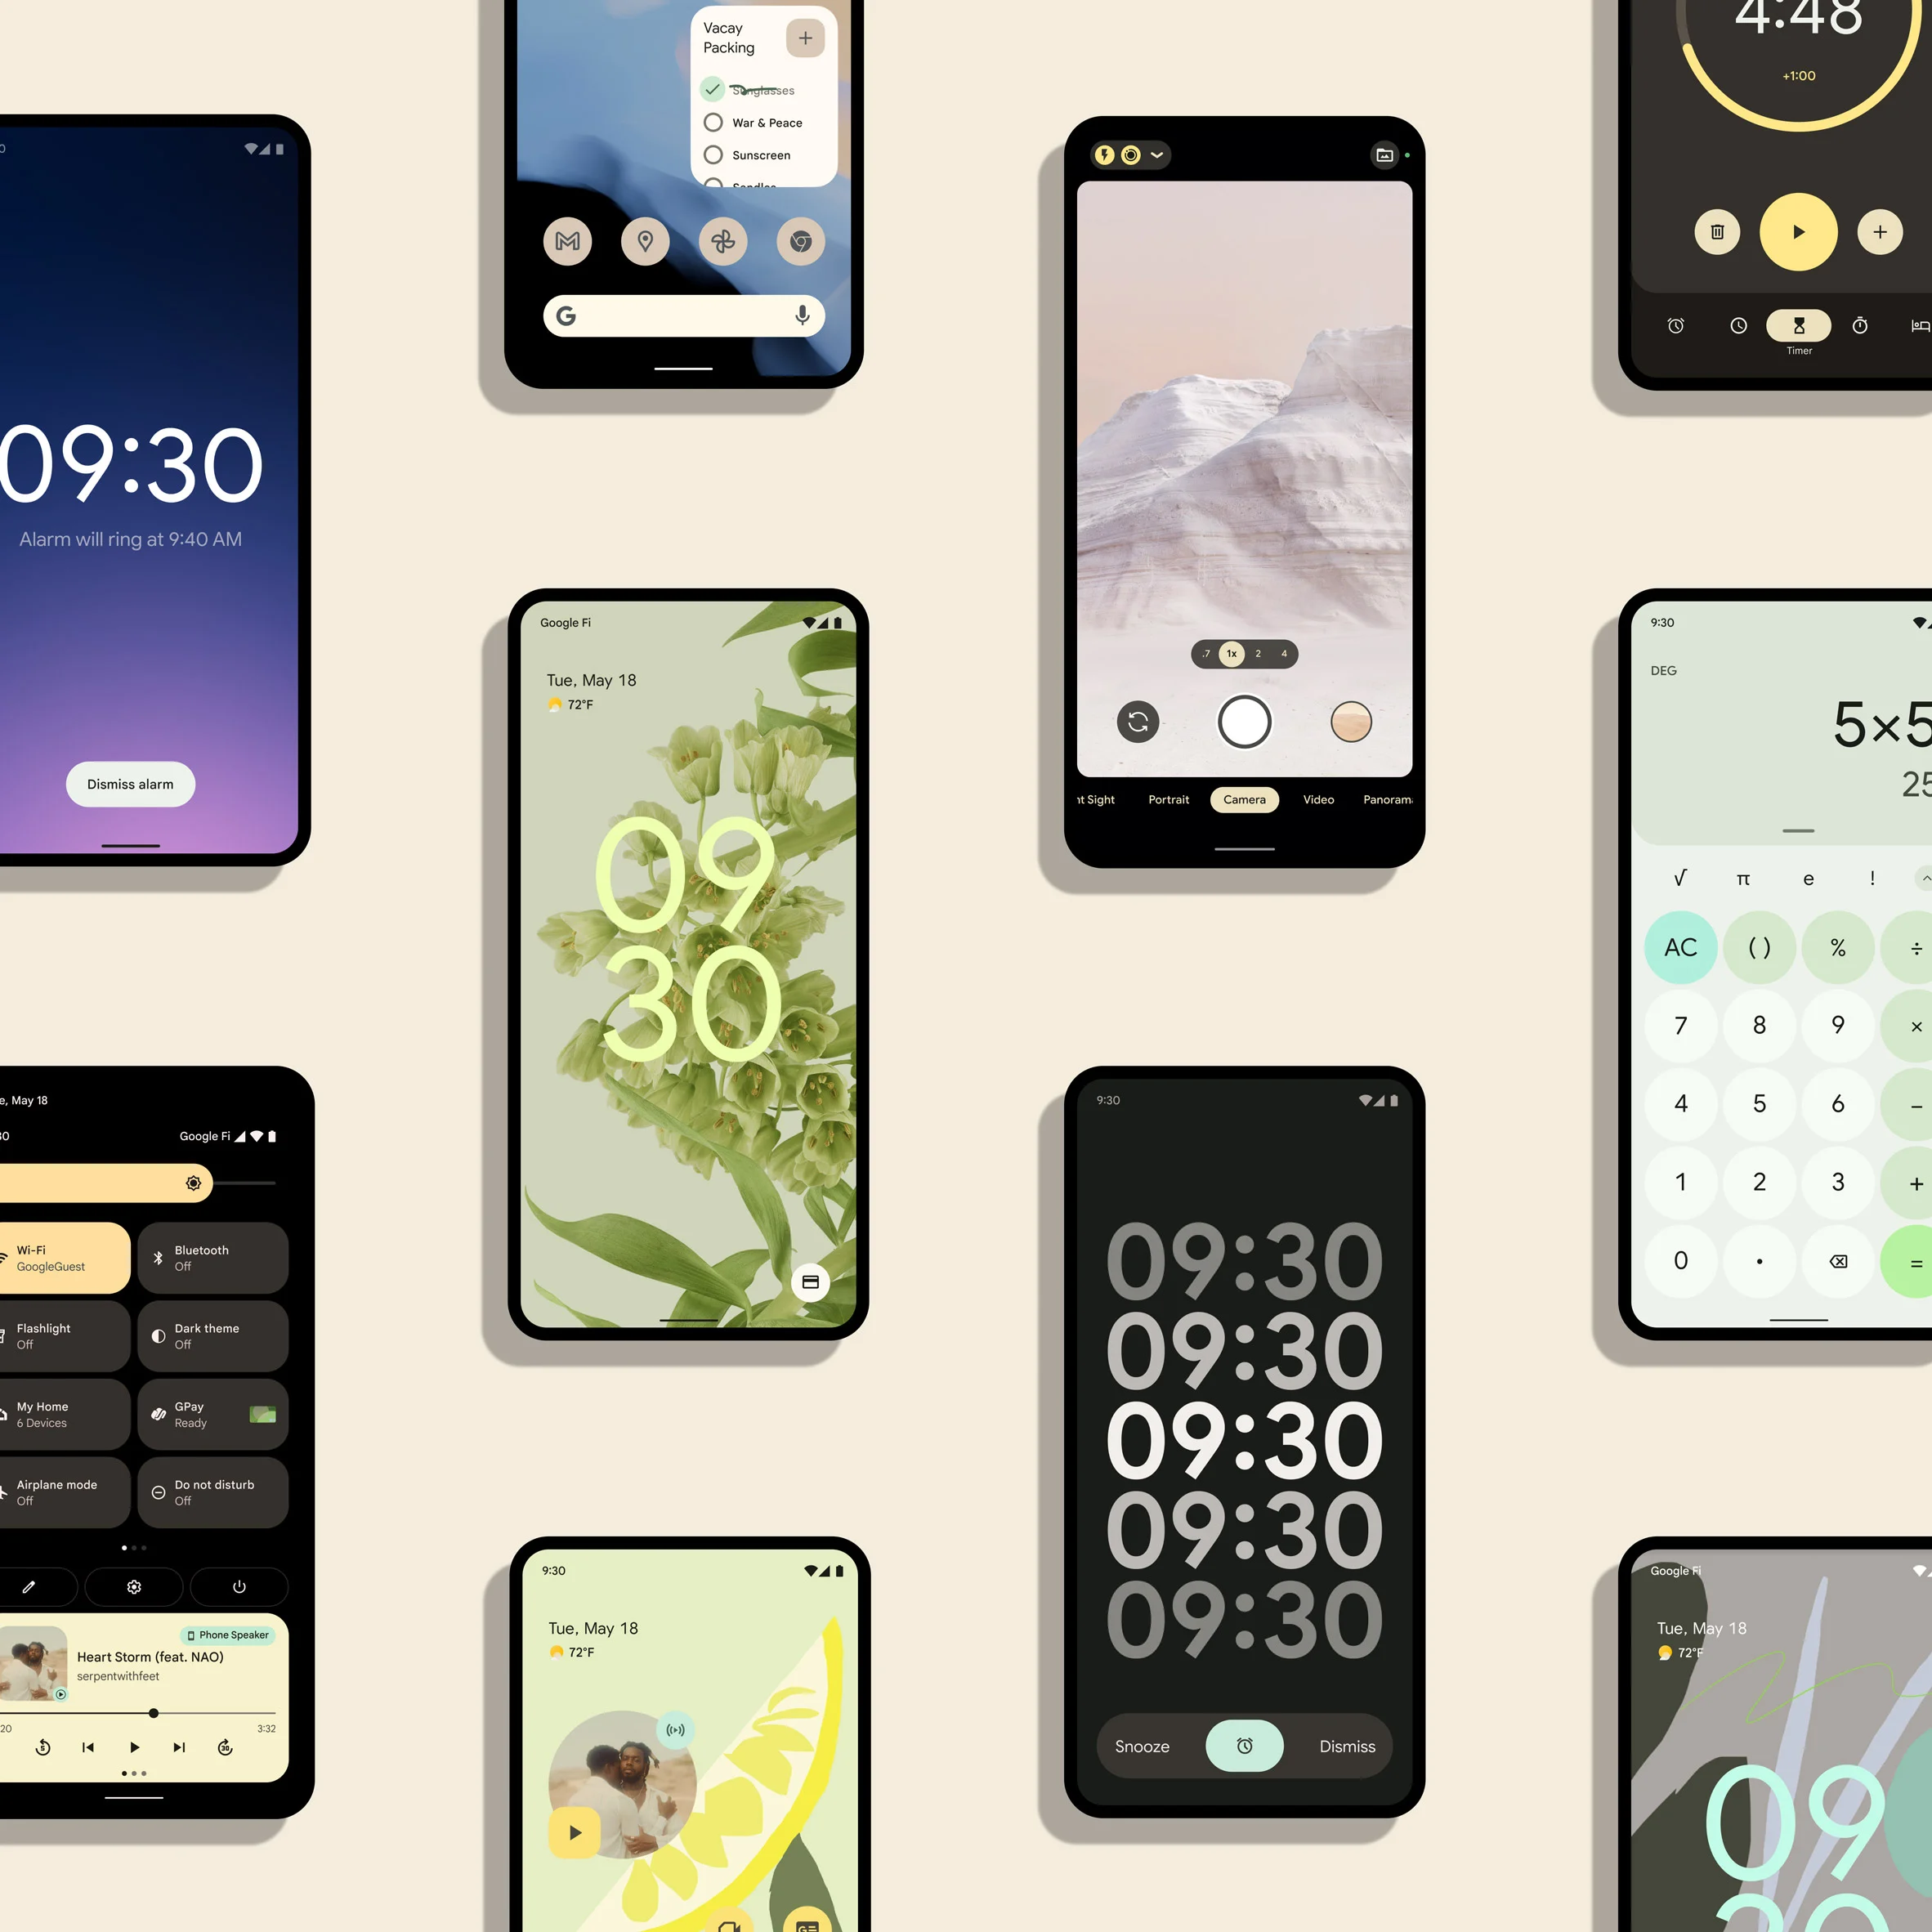 09:30
Alarm will ring at 9:40 AM
Dismiss alarm
May 18
Google Fi
Wi-Fi
GoogleGuest
Bluetooth
Off
Flashlight
Off
Dark theme
Off
My Home
6 Devices
GPay
Ready
Airplane mode
Off
Do not disturb
Off
Phone Speaker
Heart Storm (feat. NAO)
serpentwithfeet
3:32
5
30
Vacay
Packing
Sunglasses
War & Peace
Sunscreen
G
Google Fi
Tue, May 18
72°F
09
30
9:30
Tue, May 18
72°F
.7 1x 2 4
Portrait Camera Video
9:30
09:30
09:30
09:30
09:30
09:30
Snooze Dismiss
4:48
+1:00
Timer
9:30
DEG
5×5
25
√ π e !
AC ( ) % ÷
7 8 9 ×
4 5 6 −
1 2 3 +
0 . =
Google Fi
Tue, May 18
72°F
09